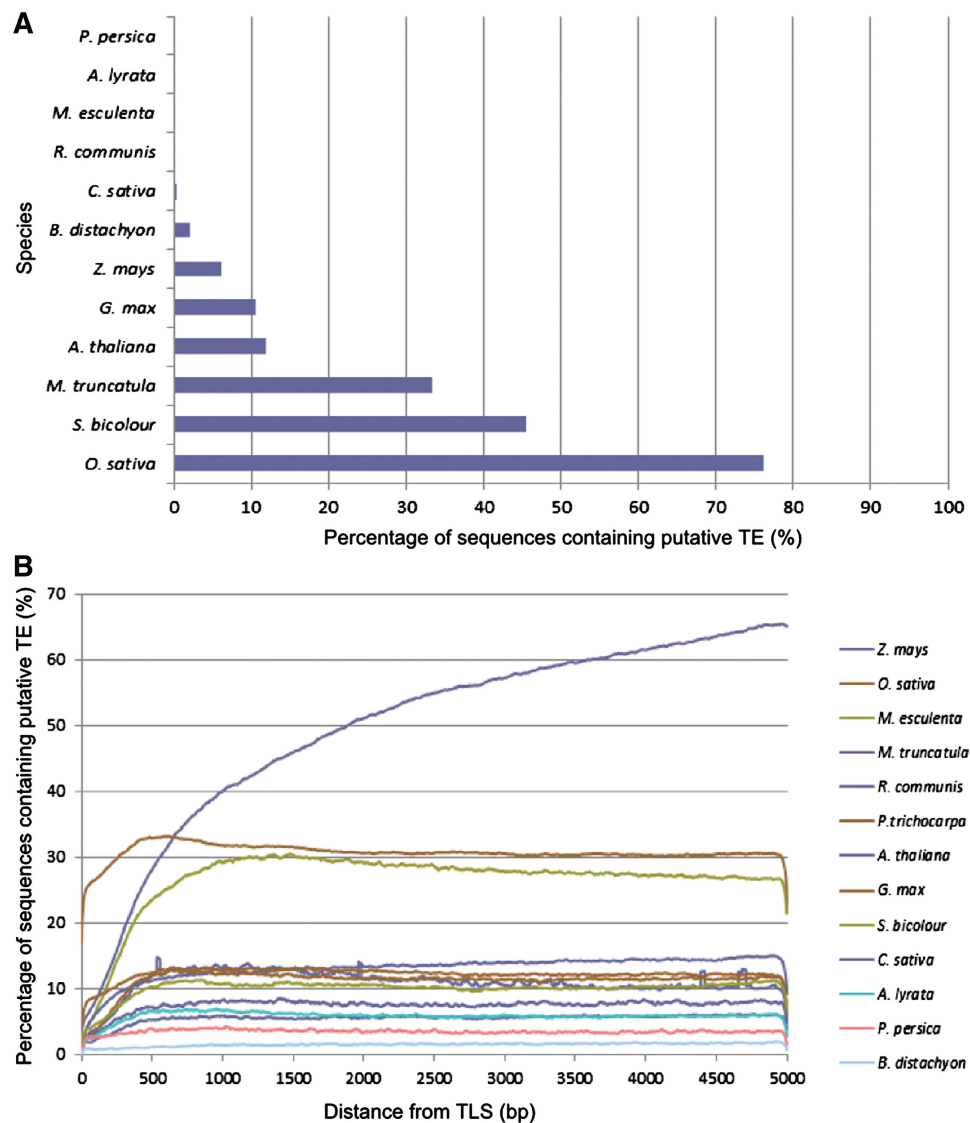 A
Species
P. persica
A. lyrata
M. esculenta
R. communis
C. sativa
B. distachyon
Z. mays
G. max
A. thaliana
M. truncatula
S. bicolour
O. sativa
0 10 20 30 40 50 60 70 80 90 100
Percentage of sequences containing putative TE (%)
B
Percentage of sequences containing putative TE (%)
70
60
50
40
30
20
10
0
0 500 1000 1500 2000 2500 3000 3500 4000 4500 5000
Distance from TLS (bp)
Z. mays
O. sativa
M. esculenta
M. truncatula
R. communis
P.trichocarpa
A. thaliana
G. max
S. bicolour
C. sativa
A. lyrata
P. persica
B. distachyon